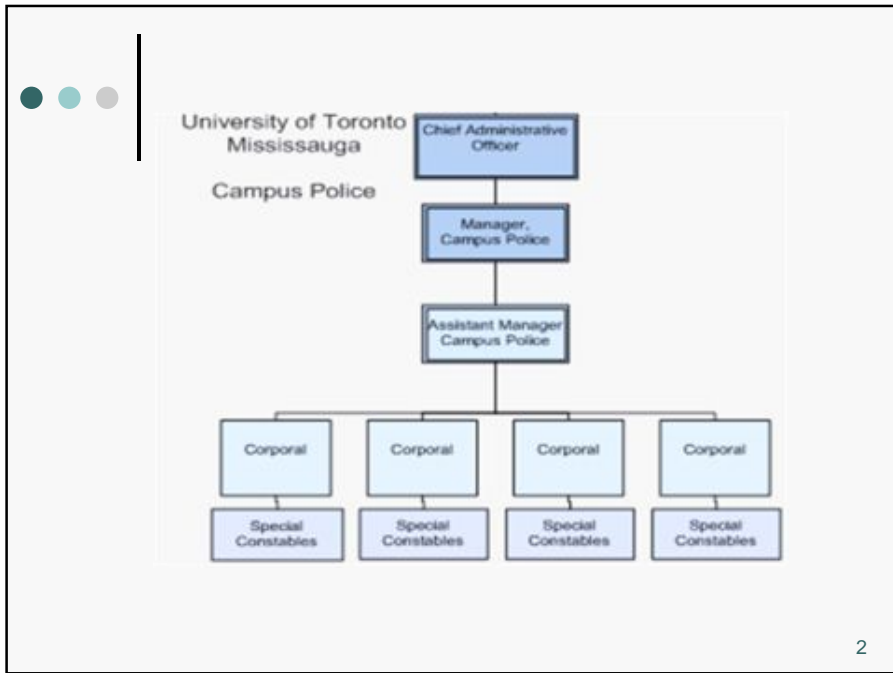 University of Toronto
Mississauga
Campus Police
Chief Administrative
Officer
Manager,
Campus Police
Assistant Manager
Campus Police
Corporal
Corporal
Corporal
Corporal
Special
Constables
Special
Constables
Special
Constables
Special
Constables
2